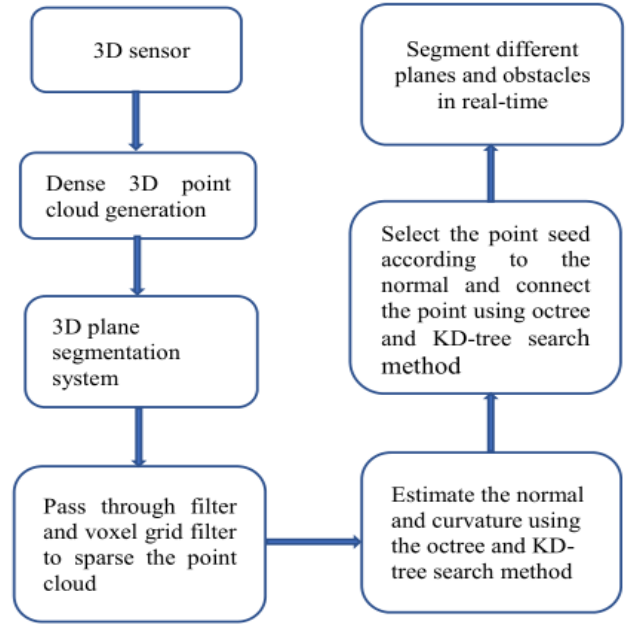 3D sensor
Dense 3D point
cloud generation
3D plane
segmentation
system
Pass through filter
and voxel grid filter
to sparse the point
cloud
Estimate the normal
and curvature using
the octree and KD-
tree search method
Select the point seed
according to the
normal and connect
the point using octree
and KD-tree search
method
Segment different
planes and obstacles
in real-time